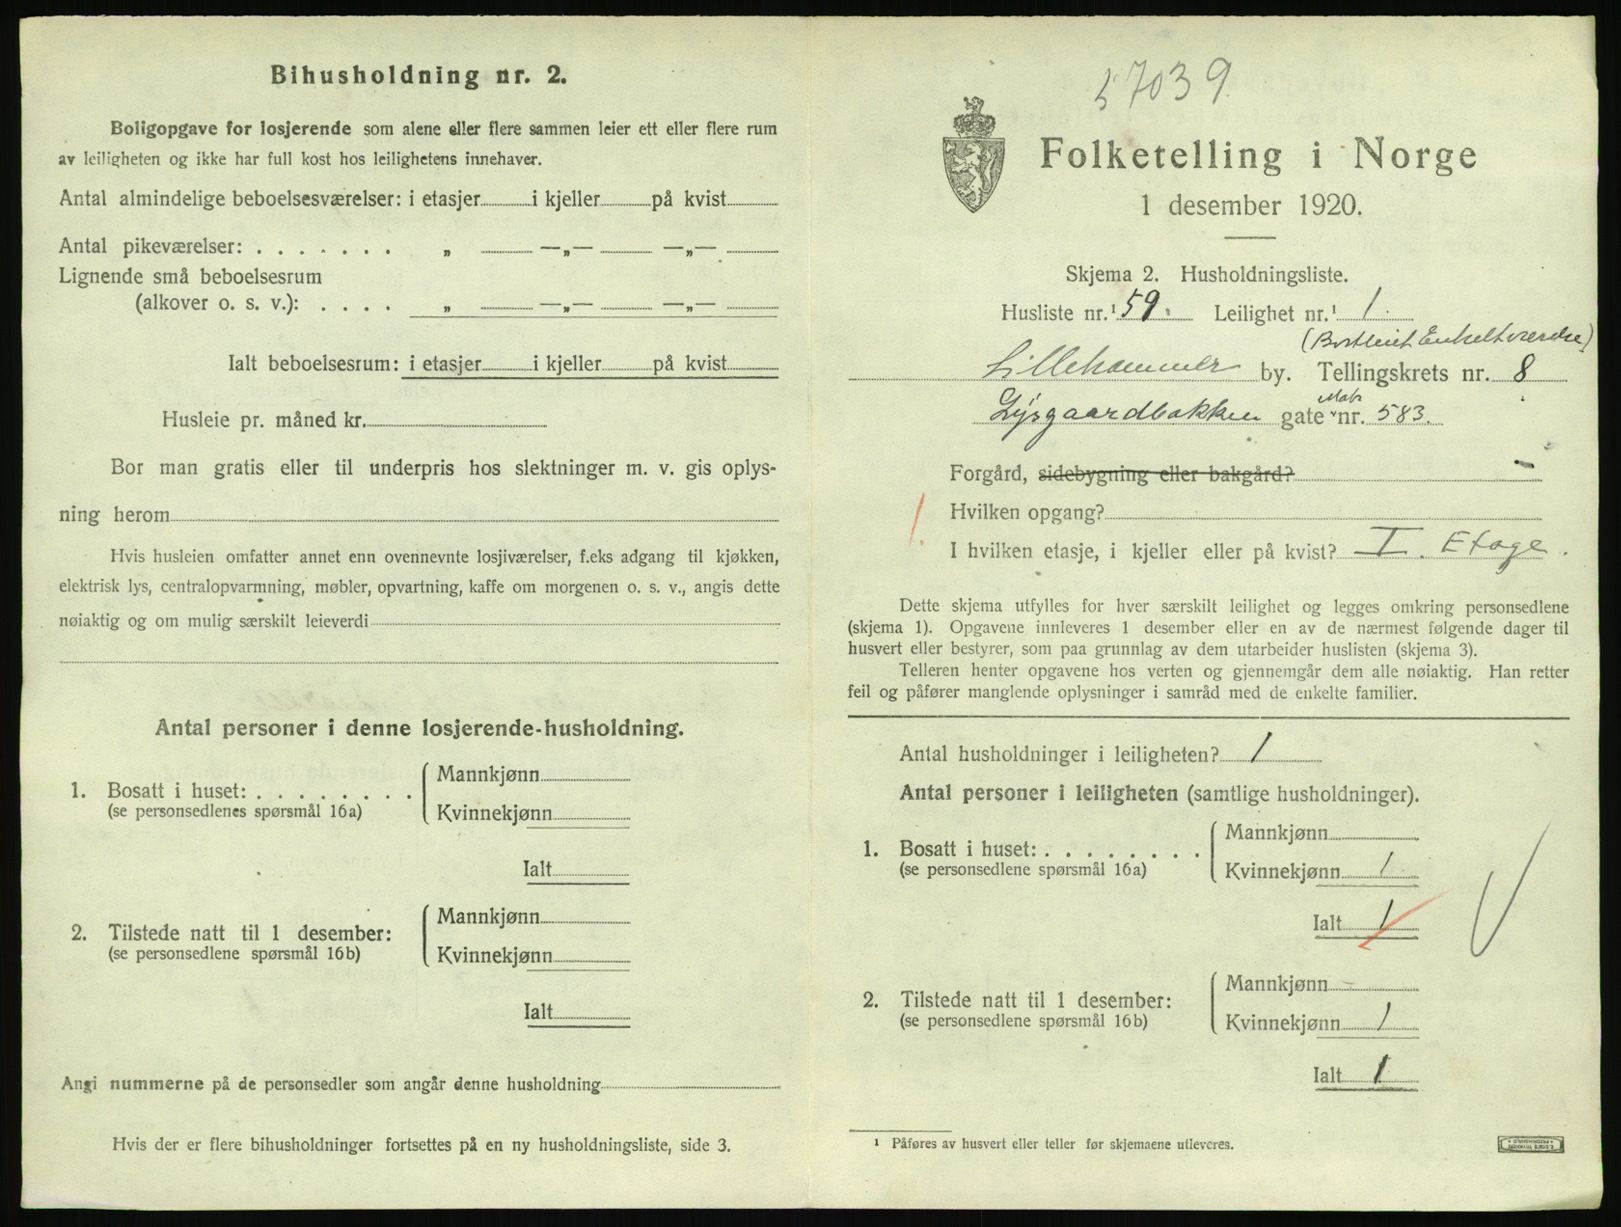 Bihusholdning nr. 2.
Boligopgave for losjerende som alene eller flere sammen leier ett eller flere rum
av leiligheten og ikke har full kost hos leilighetens innehaver.
Antal almindelige beboelsesværelser: i etasjer i kjeller på kvist
Antal pikeværelser: . . . . . . . „ —„— —„—
Lignende små beboelsesrum
(alkover o. s. v.): . . . . „ —„— —„—
Ialt beboelsesrum: i etasjer i kjeller på kvist
Husleie pr. måned kr.
Bor man gratis eller til underpris hos slektninger m. v. gis oplys-
ning herom
Hvis husleien omfatter annet enn ovennevnte losjiværelser, f.eks adgang til kjøkken,
elektrisk lys, centralopvarmning, møbler, opvartning, kaffe om morgenen o. s. v., angis dette
nøiaktig og om mulig særskilt leieverdi
Antal personer i denne losjerende-husholdning.
1. Bosatt i huset: . . . . . . . . Mannkjønn
(se personsedlenes spørsmål 16a) Kvinnekjønn
Ialt
2. Tilstede natt til 1 desember: Mannkjønn
(se personsedlene spørsmål 16b) Kvinnekjønn
Ialt
Angi nummerne på de personsedler som angår denne husholdning
Hvis der er flere bihusholdninger fortsettes på en ny husholdningsliste, side 3.
57039
Folketelling i Norge
1 desember 1920.
Skjema 2. Husholdningsliste.
Husliste nr.¹ 59. Leilighet nr.¹ 1.
(Bortleiet Enkeltværelse)
Lillehammer by. Tellingskrets nr. 8
Lysgaardbakken gate Matr nr. 583.
Forgård, sidebygning eller bakgård? —
Hvilken opgang?
1.
I hvilken etasje, i kjeller eller på kvist? I. Etage.
Dette skjema utfylles for hver særskilt leilighet og legges omkring personsedlene
(skjema 1). Opgavene innleveres 1 desember eller en av de nærmest følgende dager til
husvert eller bestyrer, som paa grunnlag av dem utarbeider huslisten (skjema 3).
Telleren henter opgavene hos verten og gjennemgår dem alle nøiaktig. Han retter
feil og påfører manglende oplysninger i samråd med de enkelte familier.
Antal husholdninger i leiligheten? 1
Antal personer i leiligheten (samtlige husholdninger).
1. Bosatt i huset: . . . . . . . . Mannkjønn
(se personsedlene spørsmål 16a) Kvinnekjønn 1
Ialt 1
2. Tilstede natt til 1 desember: Mannkjønn —
(se personsedlene spørsmål 16b) Kvinnekjønn 1
Ialt 1
¹ Påføres av husvert eller teller før skjemaene utleveres.